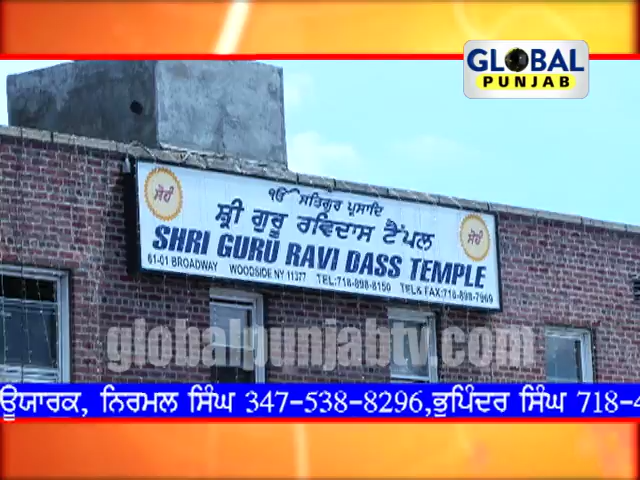 GLOBAL
PUNJAB
ੴ ਸਤਿਗੁਰ ਪ੍ਰਸਾਦਿ
ਸੋਹੰ
ਸੋਹੰ
ਸ਼੍ਰੀ ਗੁਰੂ ਰਵਿਦਾਸ ਟੈਂਪਲ
SHRI GURU RAVI DASS TEMPLE
61-01 BROADWAY WOODSIDE NY 11377 TEL:718-898-8150 TEL& FAX:718-898-7969
globalpunjabtv.com
ਊਯਾਰਕ, ਨਿਰਮਲ ਸਿੰਘ 347-538-8296,ਭੁਪਿੰਦਰ ਸਿੰਘ 718-4